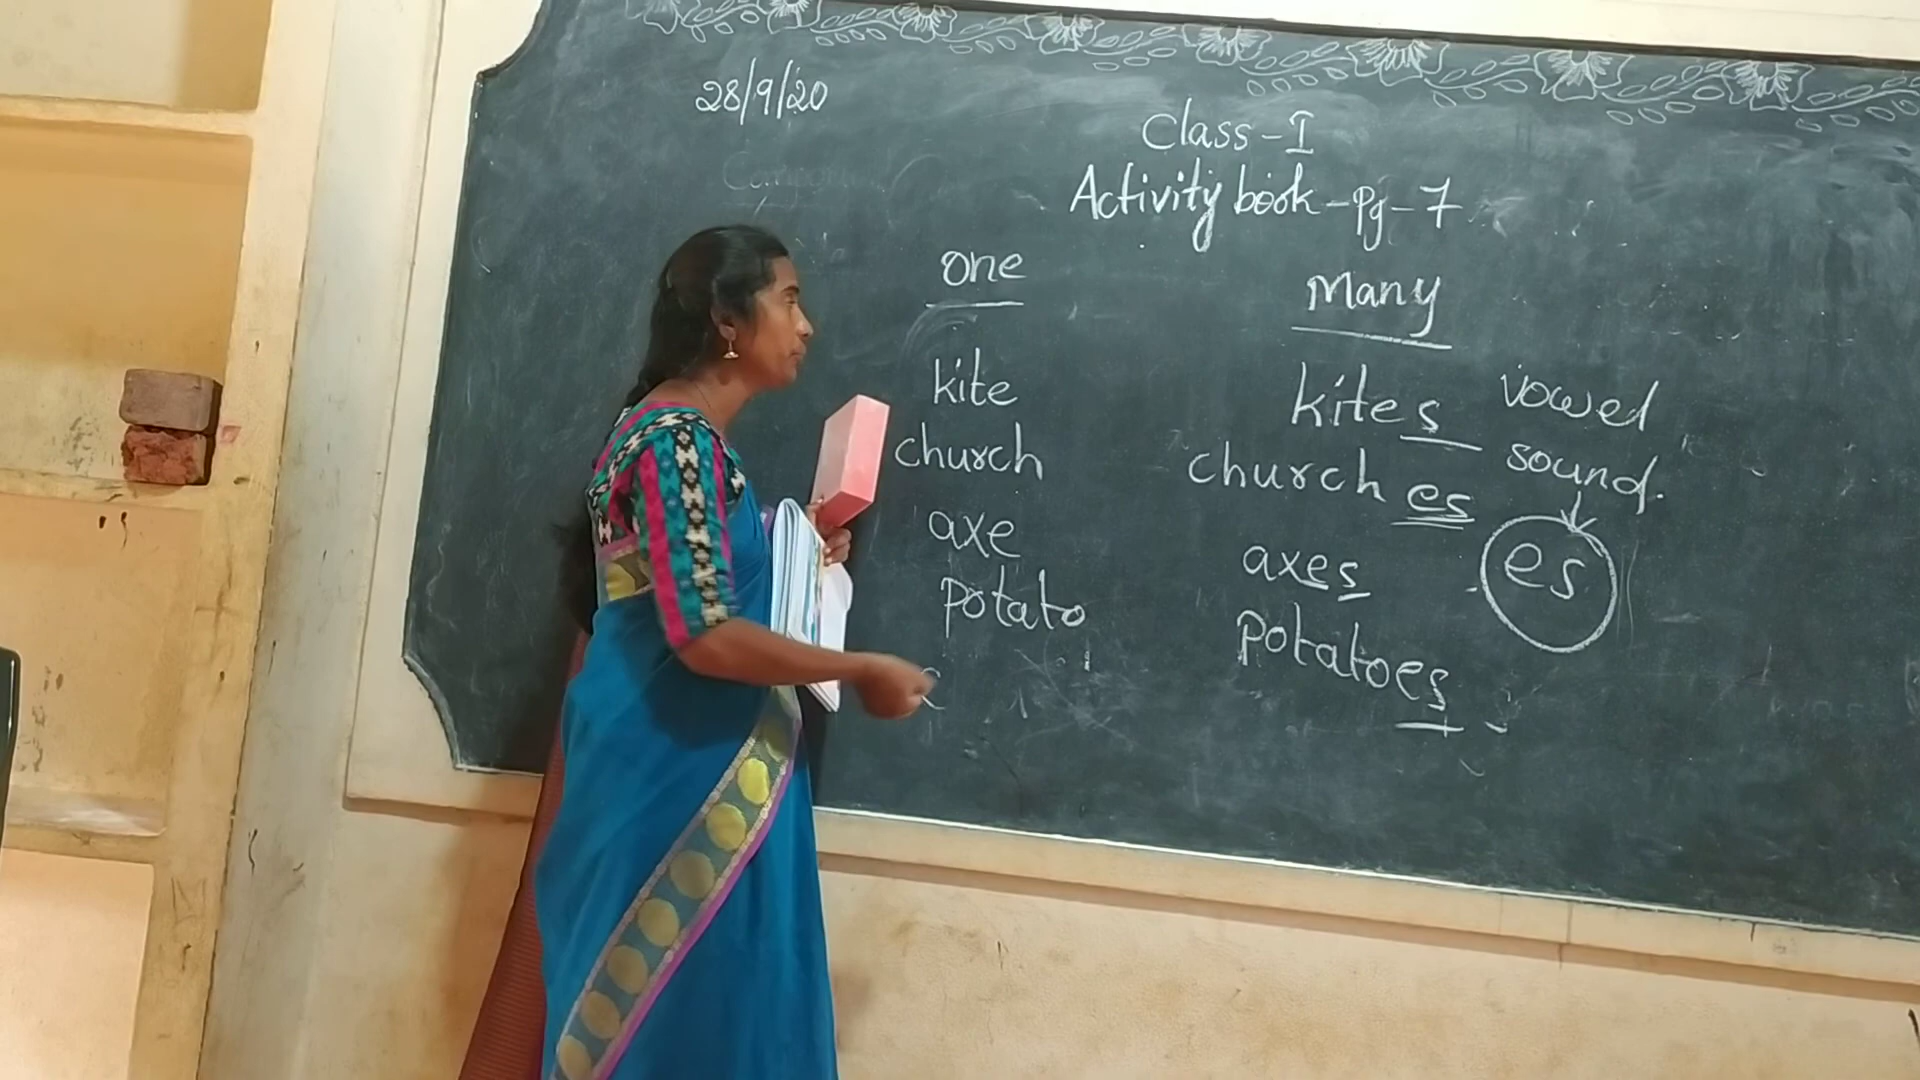 28/9/20
Class - I
Activity book - Pg - 7
one
Many
kite
kites
vowel
church
churches
sound.
axe
axes
es
potato
potatoes